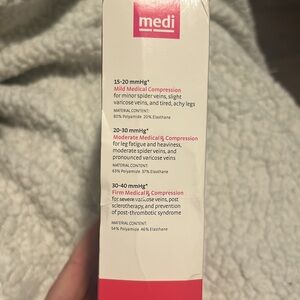 medi
15-20 mmHg*
Mild Medical Compression
for minor spider veins, slight
varicose veins, and tired, achy legs
MATERIAL CONTENT:
80% Polyamide 20% Elasthane
20-30 mmHg*
Moderate Medical ℞ Compression
for leg fatigue and heaviness,
moderate spider veins, and
pronounced varicose veins
MATERIAL CONTENT:
63% Polyamide 37% Elasthane
30-40 mmHg*
Firm Medical ℞ Compression
for severe varicose veins, post
sclerotherapy, and prevention
of post-thrombotic syndrome
MATERIAL CONTENT:
54% Polyamide 46% Elasthane